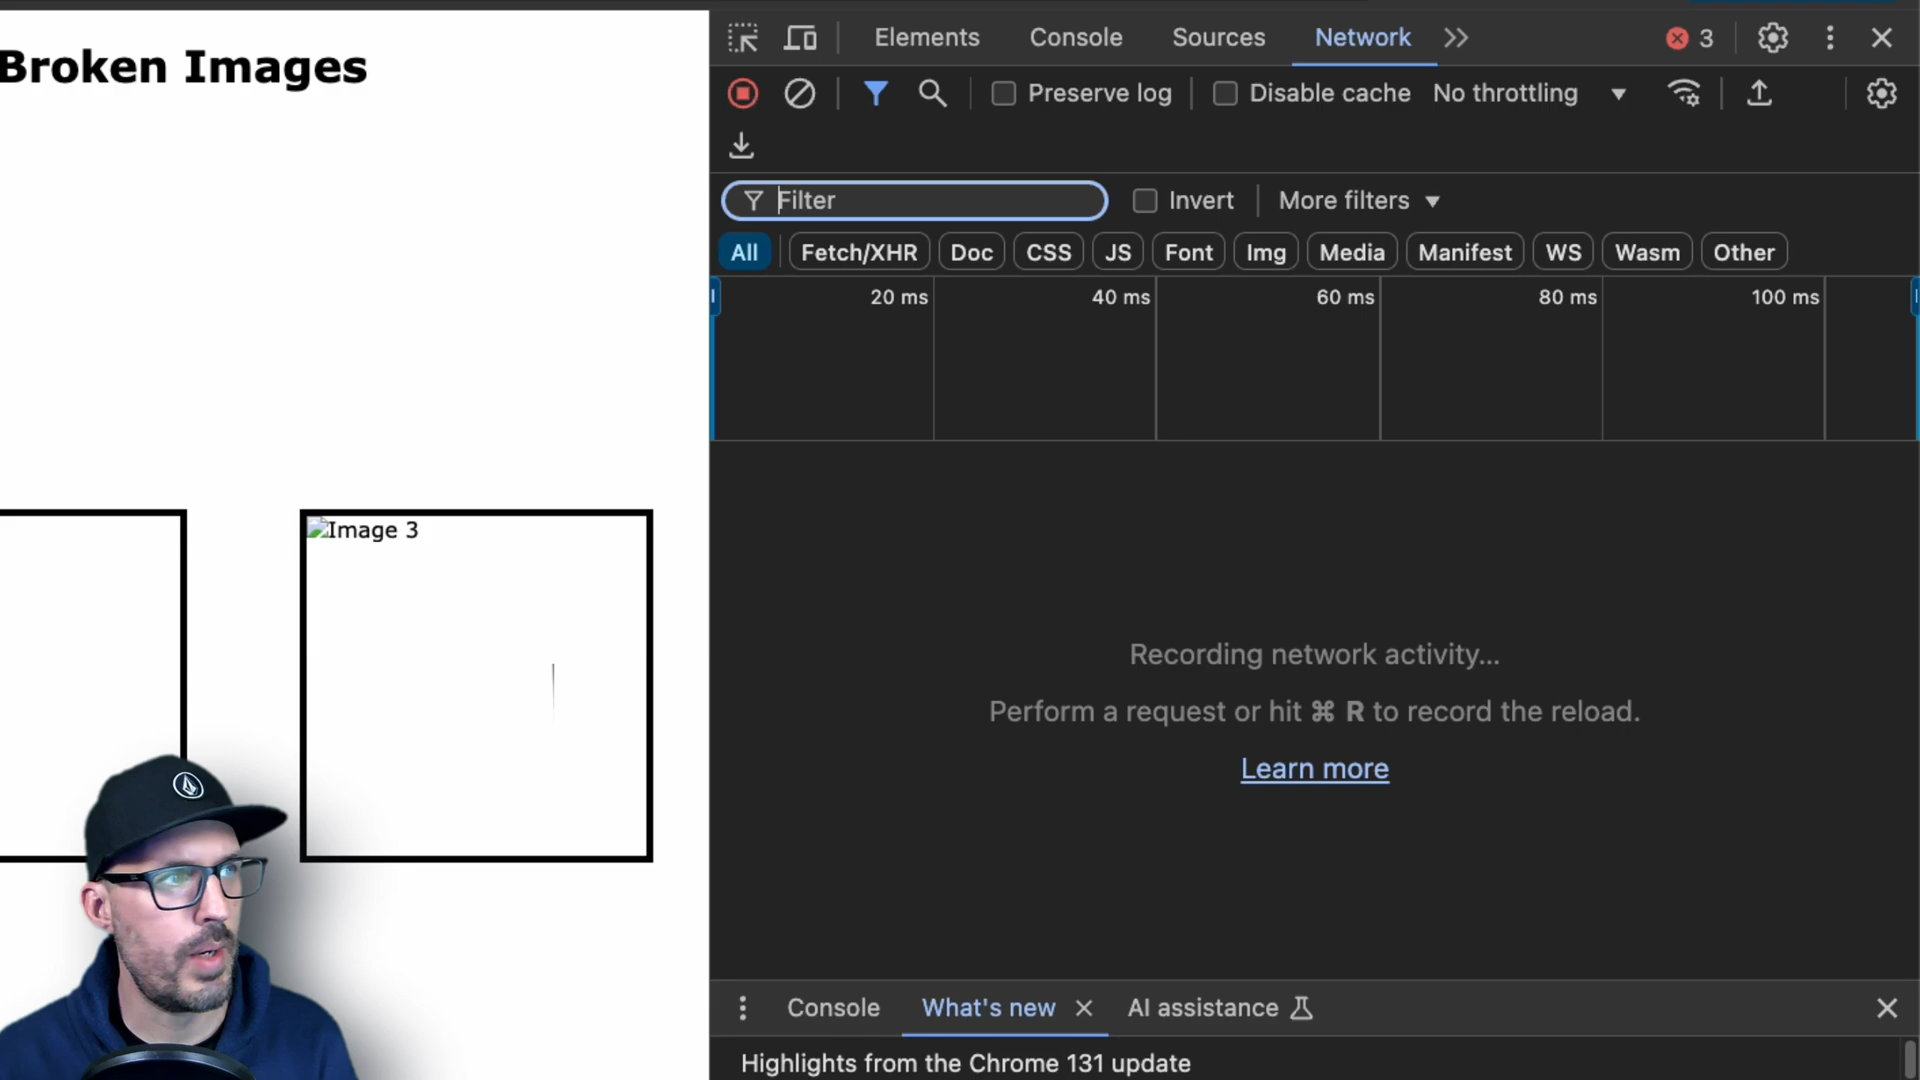 Broken Images
Elements Console Sources Network 3
Preserve log Disable cache No throttling
Filter Invert More filters
All Fetch/XHR Doc CSS JS Font Img Media Manifest WS Wasm Other
20 ms 40 ms 60 ms 80 ms 100 ms
Image 3
Recording network activity...
Perform a request or hit ⌘ R to record the reload.
Learn more
Console What's new AI assistance
Highlights from the Chrome 131 update